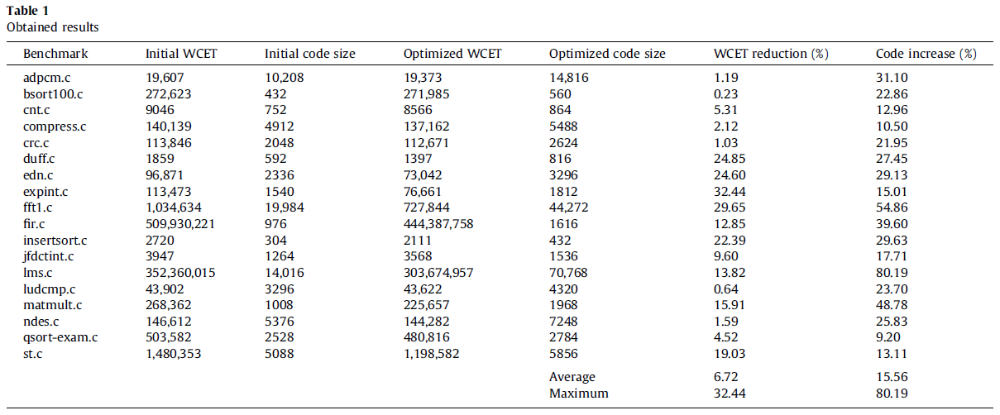 Table 1
Obtained results
Benchmark Initial WCET Initial code size Optimized WCET Optimized code size WCET reduction (%) Code increase (%)
adpcm.c 19,607 10,208 19,373 14,816 1.19 31.10
bsort100.c 272,623 432 271,985 560 0.23 22.86
cnt.c 9046 752 8566 864 5.31 12.96
compress.c 140,139 4912 137,162 5488 2.12 10.50
crc.c 113,846 2048 112,671 2624 1.03 21.95
duff.c 1859 592 1397 816 24.85 27.45
edn.c 96,871 2336 73,042 3296 24.60 29.13
expint.c 113,473 1540 76,661 1812 32.44 15.01
fft1.c 1,034,634 19,984 727,844 44,272 29.65 54.86
fir.c 509,930,221 976 444,387,758 1616 12.85 39.60
insertsort.c 2720 304 2111 432 22.39 29.63
jfdctint.c 3947 1264 3568 1536 9.60 17.71
lms.c 352,360,015 14,016 303,674,957 70,768 13.82 80.19
ludcmp.c 43,902 3296 43,622 4320 0.64 23.70
matmult.c 268,362 1008 225,657 1968 15.91 48.78
ndes.c 146,612 5376 144,282 7248 1.59 25.83
qsort-exam.c 503,582 2528 480,816 2784 4.52 9.20
st.c 1,480,353 5088 1,198,582 5856 19.03 13.11
Average 6.72 15.56
Maximum 32.44 80.19